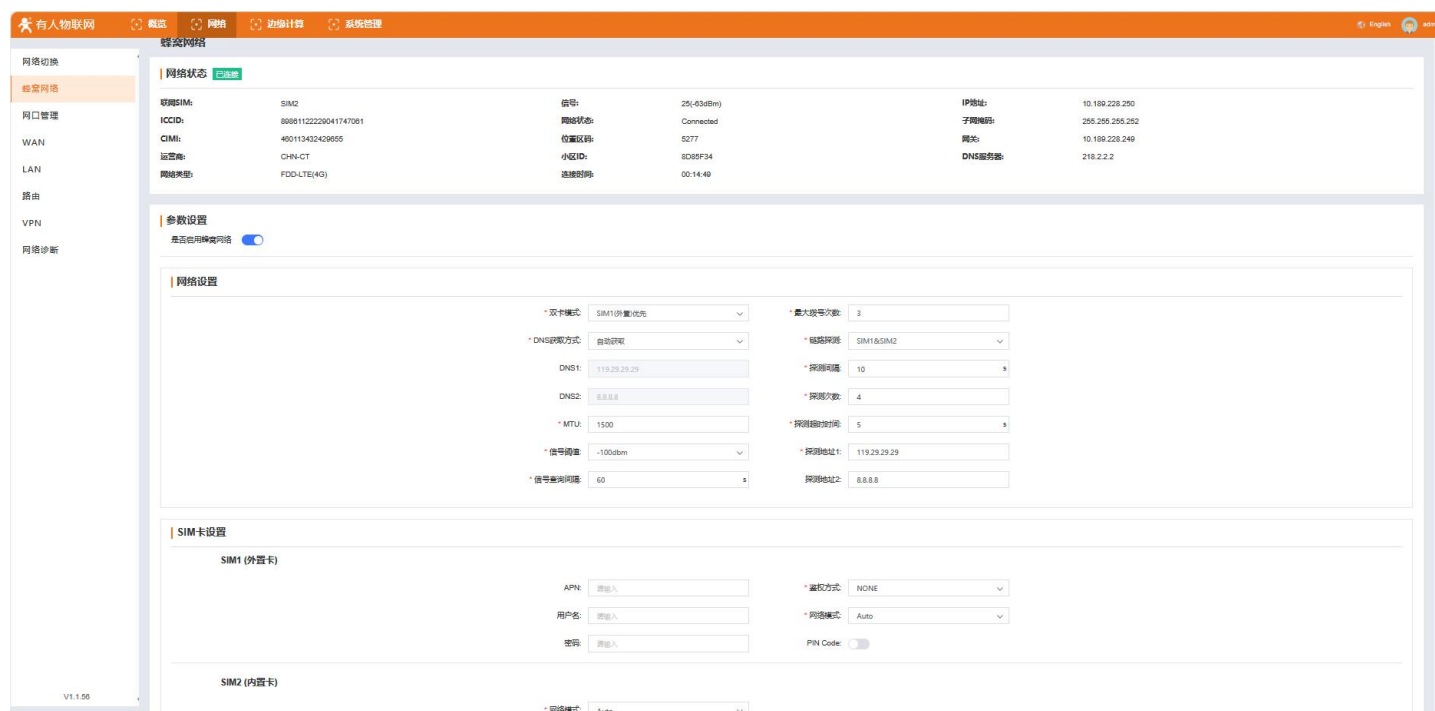 有人物联网 概览 网络 边缘计算 系统管理 English adm
蜂窝网络
网络切换
蜂窝网络
网口管理
WAN
LAN
路由
VPN
网络诊断
V1.1.56
网络状态 已连接
联网SIM: SIM2 信号: 25(-63dBm) IP地址: 10.189.228.250
ICCID: 89861122229041747061 网络状态: Connected 子网掩码: 255.255.255.252
CIMI: 460113432429655 位置区码: 5277 网关: 10.189.228.249
运营商: CHN-CT 小区ID: 8D85F34 DNS服务器: 218.2.2.2
网络类型: FDD-LTE(4G) 连接时间: 00:14:49
参数设置
是否启用蜂窝网络
网络设置
* 双卡模式: SIM1(外置)优先 * 最大拨号次数: 3
* DNS获取方式: 自动获取 * 链路探测: SIM1&SIM2
DNS1: 119.29.29.29 * 探测间隔: 10 s
DNS2: 8.8.8.8 * 探测次数: 4
* MTU: 1500 * 探测超时时间: 5 s
* 信号阈值: -100dbm * 探测地址1: 119.29.29.29
* 信号查询间隔: 60 s 探测地址2: 8.8.8.8
SIM卡设置
SIM1 (外置卡)
APN: 请输入 * 鉴权方式: NONE
用户名: 请输入 * 网络模式: Auto
密码: 请输入 PIN Code:
SIM2 (内置卡)
* 网络模式: Auto